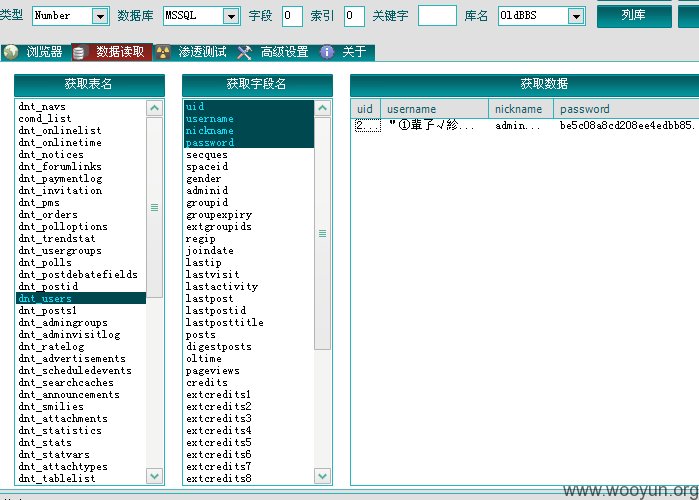 类型 Number 数据库 MSSQL 字段 0 索引 0 关键字 库名 OldBBS 列库
浏览器 数据读取 渗透测试 高级设置 关于
获取表名
dnt_navs
comd_list
dnt_onlinelist
dnt_onlinetime
dnt_notices
dnt_forumlinks
dnt_paymentlog
dnt_invitation
dnt_pms
dnt_orders
dnt_polloptions
dnt_trendstat
dnt_usergroups
dnt_polls
dnt_postdebatefields
dnt_postid
dnt_users
dnt_posts1
dnt_admingroups
dnt_adminvisitlog
dnt_ratelog
dnt_advertisements
dnt_scheduledevents
dnt_searchcaches
dnt_announcements
dnt_smilies
dnt_attachments
dnt_statistics
dnt_stats
dnt_statvars
dnt_attachtypes
dnt_tablelist
获取字段名
uid
username
nickname
password
secques
spaceid
gender
adminid
groupid
groupexpiry
extgroupids
regip
joindate
lastip
lastvisit
lastactivity
lastpost
lastpostid
lastposttitle
posts
digestposts
oltime
pageviews
credits
extcredits1
extcredits2
extcredits3
extcredits4
extcredits5
extcredits6
extcredits7
extcredits8
获取数据
uid username nickname password
2... "①輩子√紾... admin... be5c08a8cd208ee4edbb85.
www.wooyun.org